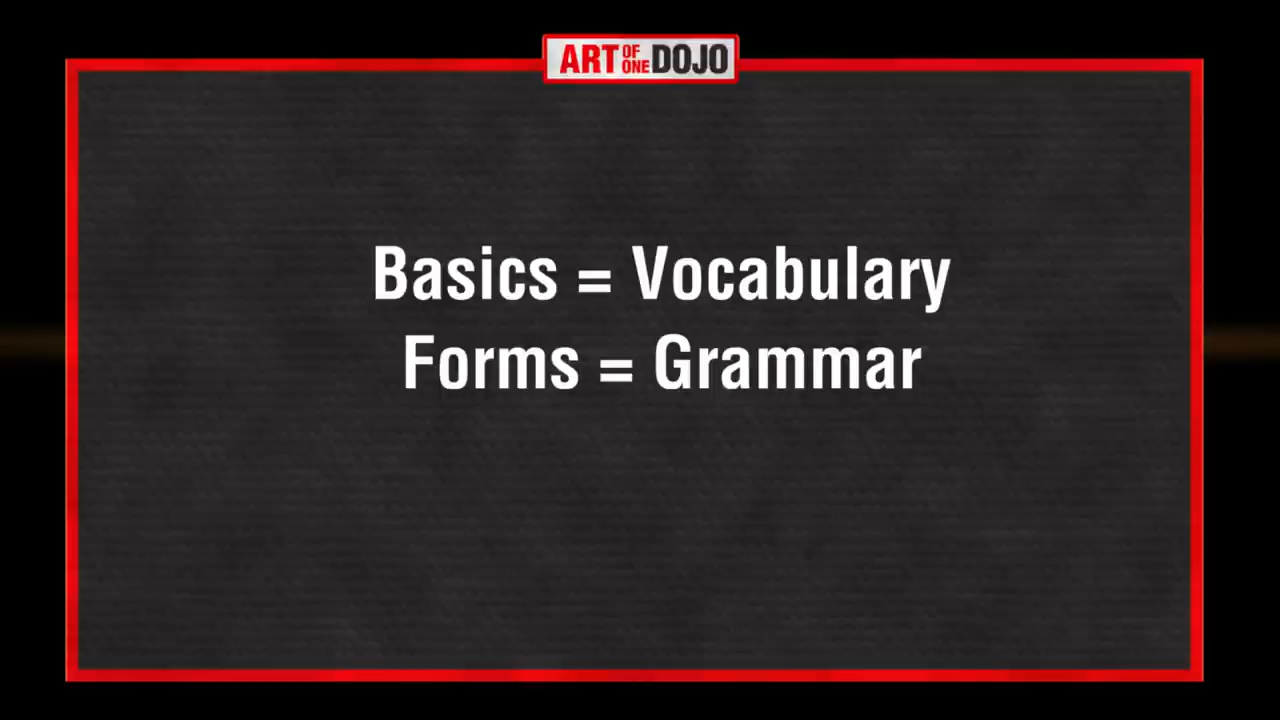 ART OF ONE DOJO
Basics = Vocabulary
Forms = Grammar